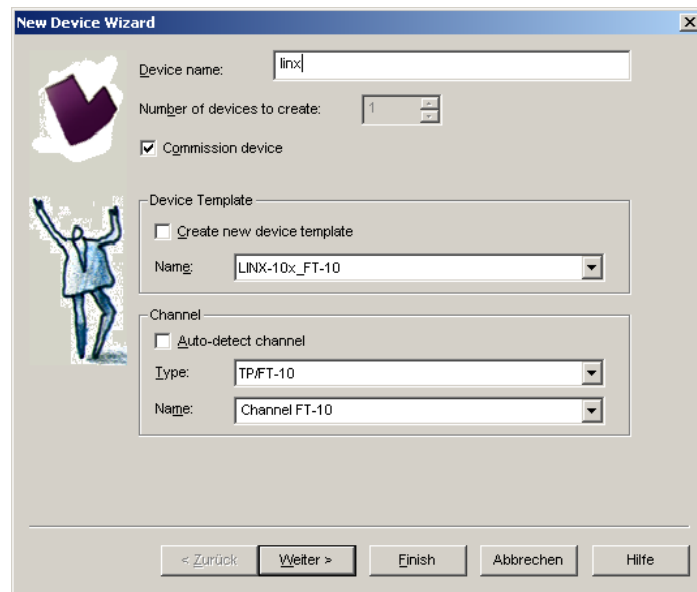 New Device Wizard
Device name: linx
Number of devices to create: 1
Commission device
Device Template
Create new device template
Name: LINX-10x_FT-10
Channel
Auto-detect channel
Type: TP/FT-10
Name: Channel FT-10
< Zurück Weiter > Finish Abbrechen Hilfe